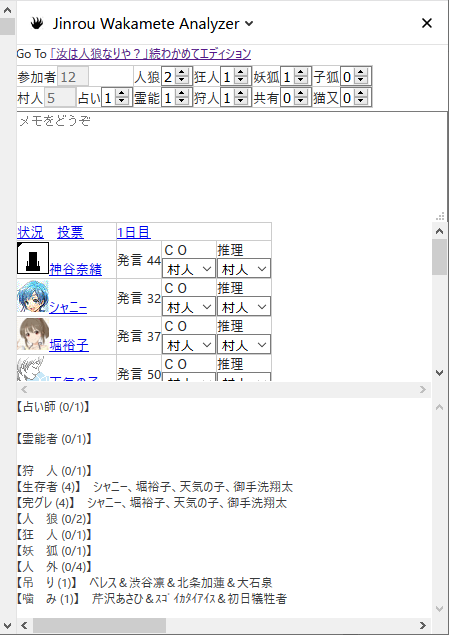 Jinrou Wakamete Analyzer
Go To 「汝は人狼なりや？」続わかめてエディション
参加者 12 人狼 2 狂人 1 妖狐 1 子狐 0
村人 5 占い 1 霊能 1 狩人 1 共有 0 猫又 0
メモをどうぞ
状況 投票 1日目
神谷奈緒 発言 44 ＣＯ 村人 推理 村人
シャニー 発言 32 ＣＯ 村人 推理 村人
堀裕子 発言 37 ＣＯ 村人 推理 村人
天気の子 発言 50 ＣＯ 村人 推理 村人
【占い師 (0/1)】
【霊能者 (0/1)】
【狩　人 (0/1)】
【生存者 (4)】　シャニー、堀裕子、天気の子、御手洗翔太
【完グレ (4)】　シャニー、堀裕子、天気の子、御手洗翔太
【人　狼 (0/2)】
【狂　人 (0/1)】
【妖　狐 (0/1)】
【人　外 (0/4)】
【吊　り (1)】　ベレス＆渋谷凛＆北条加蓮＆大石泉
【噛　み (1)】　芹沢あさひ＆ｽｺﾞｲｶﾀｲｱｲｽ＆初日犠牲者